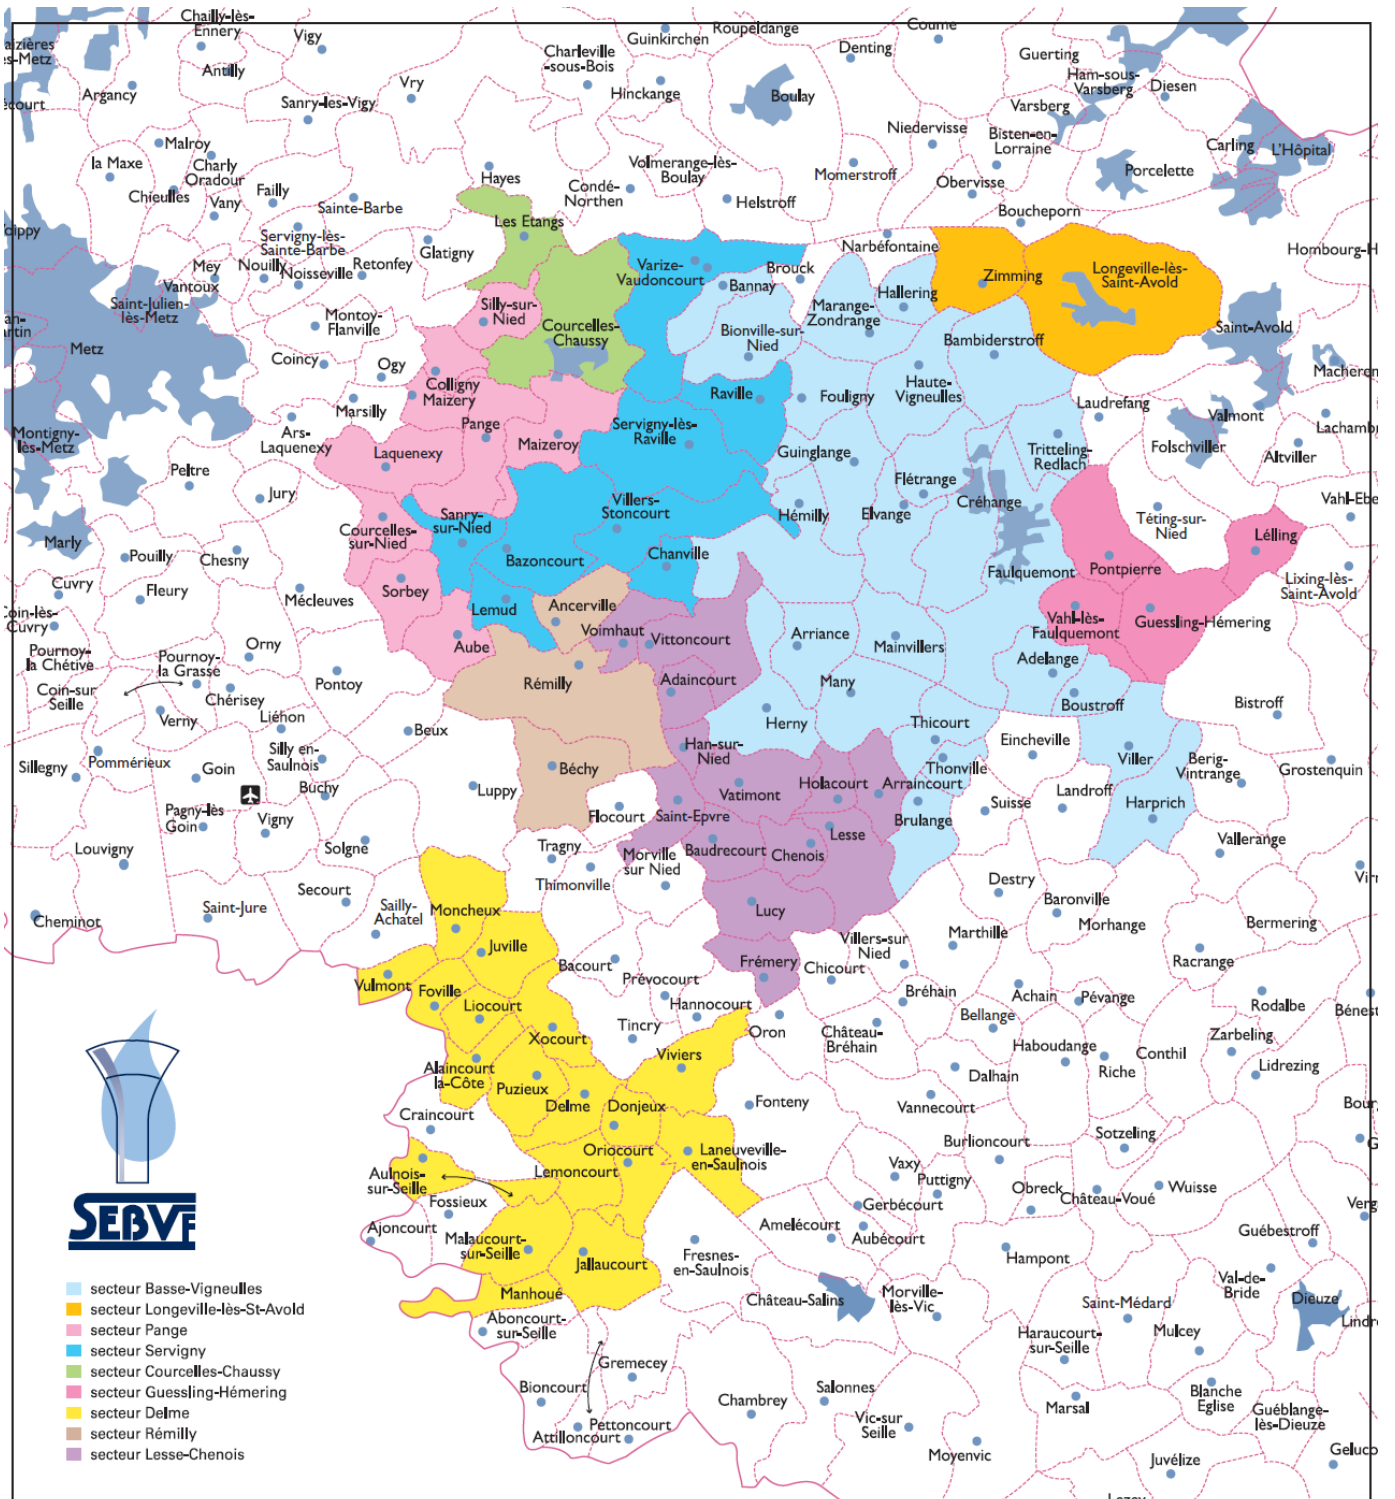 Chailly-lès-
Ennery
Vigy
Guinkirchen
Roupeldange
Coume
Denting
Charleville
-sous-Bois
Guerting
aizières
ès-Metz
Antilly
Vry
Hinckange
Boulay
Ham-sous-
Varsberg
Diesen
Argancy
Sanry-les-Vigy
Varsberg
écourt
Niedervisse
Bisten-en-
Lorraine
Carling
L'Hôpital
la Maxe
Malroy
Charly
Oradour
Chieulles
Failly
Vany
Hayes
Condé-
Northen
Volmerange-lès-
Boulay
Helstroff
Momerstroff
Obervisse
Porcelette
Boucheporn
Sainte-Barbe
Les Etangs
Servigny-lès-
Sainte-Barbe
Glatigny
Narbéfontaine
Hombourg-H
Mey
Vantoux
Nouilly
Noisseville
Retonfey
Varize-
Vaudoncourt
Brouck
Bannay
Hallering
Zimming
Longeville-lès-
Saint-Avold
Saint-Julien-
lès-Metz
Silly-sur-
Nied
Marange-
Zondrange
Montoy-
Flanville
Courcelles-
Chaussy
Bionville-sur-
Nied
Bambiderstroff
Saint-Avold
an-
artin
Metz
Coincy
Ogy
Macheren
Colligny
Maizery
Raville
Fouligny
Haute-
Vigneulles
Marsilly
Laudrefang
Valmont
Ars-
Laquenexy
Pange
Servigny-lès-
Raville
Lachambr
Montigny-
lès-Metz
Maizeroy
Guinglange
Tritteling-
Redlach
Folschviller
Altviller
Peltre
Laquenexy
Flétrange
Jury
Villers-
Stoncourt
Créhange
Vahl-Ebe
Courcelles-
sur-Nied
Sanry-
sur-Nied
Hémilly
Elvange
Téting-sur-
Nied
Lélling
Marly
Pouilly
Chesny
Bazoncourt
Chanville
Faulquemont
Pontpierre
Cuvry
Fleury
Mécleuves
Sorbey
Lemud
Ancerville
Lixing-lès-
Saint-Avold
Coin-lès-
Cuvry
Voimhaut
Vittoncourt
Arriance
Mainvillers
Vahl-lès-
Faulquemont
Guessling-Hémering
Pournoy-
la Chétive
Orny
Aube
Pournoy-
la Grasse
Adelange
Coin-sur
Seille
Chérisey
Pontoy
Rémilly
Adaincourt
Many
Boustroff
Bistroff
Verny
Liéhon
Beux
Herny
Thicourt
Eincheville
Sillegny
Pommérieux
Silly en-
Saulnois
Han-sur-
Nied
Viller
Berig-
Vintrange
Grostenquin
Goin
Béchy
Thonville
Buchy
Luppy
Vatimont
Holacourt
Arraincourt
Landroff
Pagny-lès
Goin
Vigny
Flocourt
Saint-Epvre
Brulange
Suisse
Harprich
Louvigny
Solgne
Tragny
Lesse
Vallerange
Morville
sur Nied
Baudrecourt
Chenois
Thimonville
Secourt
Destry
Virm
Cheminot
Saint-Jure
Sailly-
Achatel
Moncheux
Lucy
Baronville
Morhange
Bermering
Juville
Villers-sur
Nied
Marthille
Bacourt
Frémery
Chicourt
Racrange
Vulmont
Foville
Liocourt
Prévocourt
Bréhain
Achain
Pévange
Rodalbe
Hannocourt
Bellange
Bénest
Xocourt
Tincry
Oron
Château-
Bréhain
Zarbeling
Viviers
Haboudange
Conthil
Alaincourt
la-Côte
Puzieux
Riche
Lidrezing
Dalhain
Craincourt
Delme
Donjeux
Fonteny
Vannecourt
Bourg
Burlioncourt
Sotzeling
Oriocourt
Laneuveville-
en-Saulnois
Aulnois-
sur-Seille
Lemoncourt
Vaxy
Puttigny
Obreck
Château-Voué
Wuisse
Fossieux
Gerbécourt
Verg
Ajoncourt
Malaucourt-
sur-Seille
Amelécourt
Aubécourt
Guébestroff
SEBVF
Jallaucourt
Fresnes-
en-Saulnois
Hampont
Manhoué
Château-Salins
Morville-
lès-Vic
Val-de-
Bride
Dieuze
Saint-Médard
Lindre
Aboncourt-
sur-Seille
Haraucourt-
sur-Seille
Mulcey
Gremecey
Bioncourt
Salonnes
Blanche
Eglise
Chambrey
Marsal
Guéblange-
lès-Dieuze
Pettoncourt
Attilloncourt
Vic-sur
Seille
Moyenvic
Geluco
Juvélize
Lezey
secteur Basse-Vigneulles
secteur Longeville-lès-St-Avold
secteur Pange
secteur Servigny
secteur Courcelles-Chaussy
secteur Guessling-Hémering
secteur Delme
secteur Rémilly
secteur Lesse-Chenois